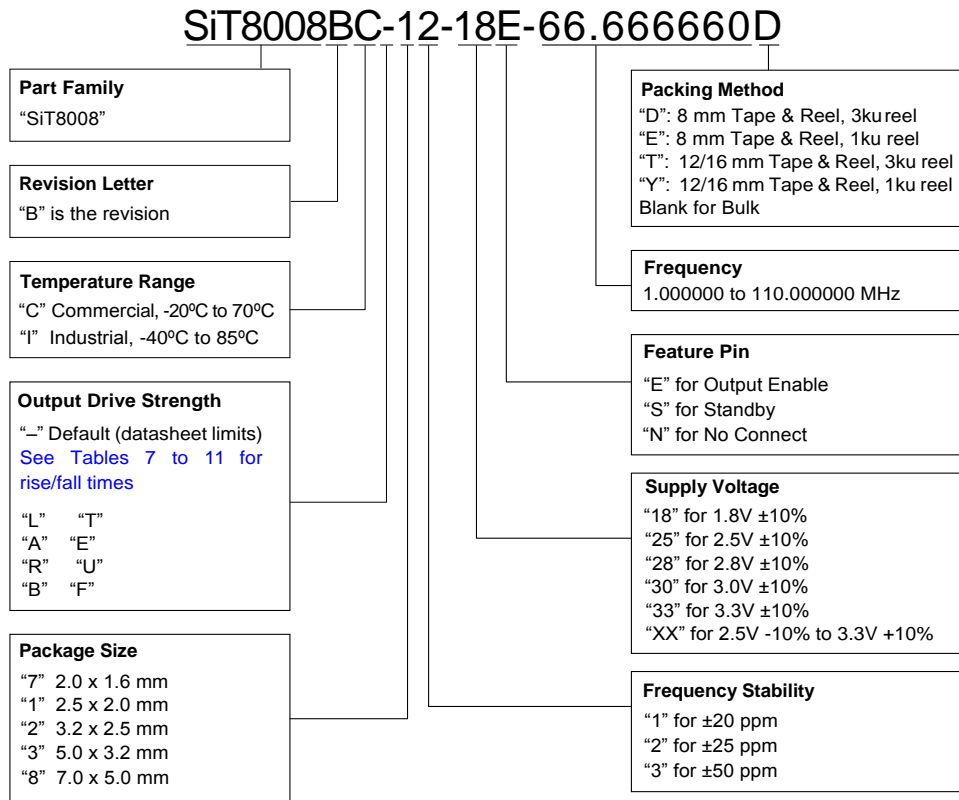 SiT8008BC-12-18E-66.666660D
Part Family
“SiT8008”
Revision Letter
“B” is the revision
Temperature Range
“C” Commercial, -20ºC to 70ºC
“I” Industrial, -40ºC to 85ºC
Output Drive Strength
“–” Default (datasheet limits)
See Tables 7 to 11 for
rise/fall times
“L” “T”
“A” “E”
“R” “U”
“B” “F”
Package Size
“7” 2.0 x 1.6 mm
“1” 2.5 x 2.0 mm
“2” 3.2 x 2.5 mm
“3” 5.0 x 3.2 mm
“8” 7.0 x 5.0 mm
Packing Method
“D”: 8 mm Tape & Reel, 3ku reel
“E”: 8 mm Tape & Reel, 1ku reel
“T”: 12/16 mm Tape & Reel, 3ku reel
“Y”: 12/16 mm Tape & Reel, 1ku reel
Blank for Bulk
Frequency
1.000000 to 110.000000 MHz
Feature Pin
“E” for Output Enable
“S” for Standby
“N” for No Connect
Supply Voltage
“18” for 1.8V ±10%
“25” for 2.5V ±10%
“28” for 2.8V ±10%
“30” for 3.0V ±10%
“33” for 3.3V ±10%
“XX” for 2.5V -10% to 3.3V +10%
Frequency Stability
“1” for ±20 ppm
“2” for ±25 ppm
“3” for ±50 ppm